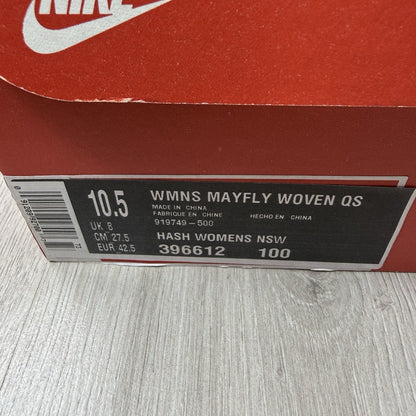 NIKE
10.5
UK 8
CM 27.5
EUR 42.5
WMNS MAYFLY WOVEN QS
MADE IN CHINA
FABRIQUE EN CHINE HECHO EN CHINA
919749-500
HASH WOMENS NSW
396612 100